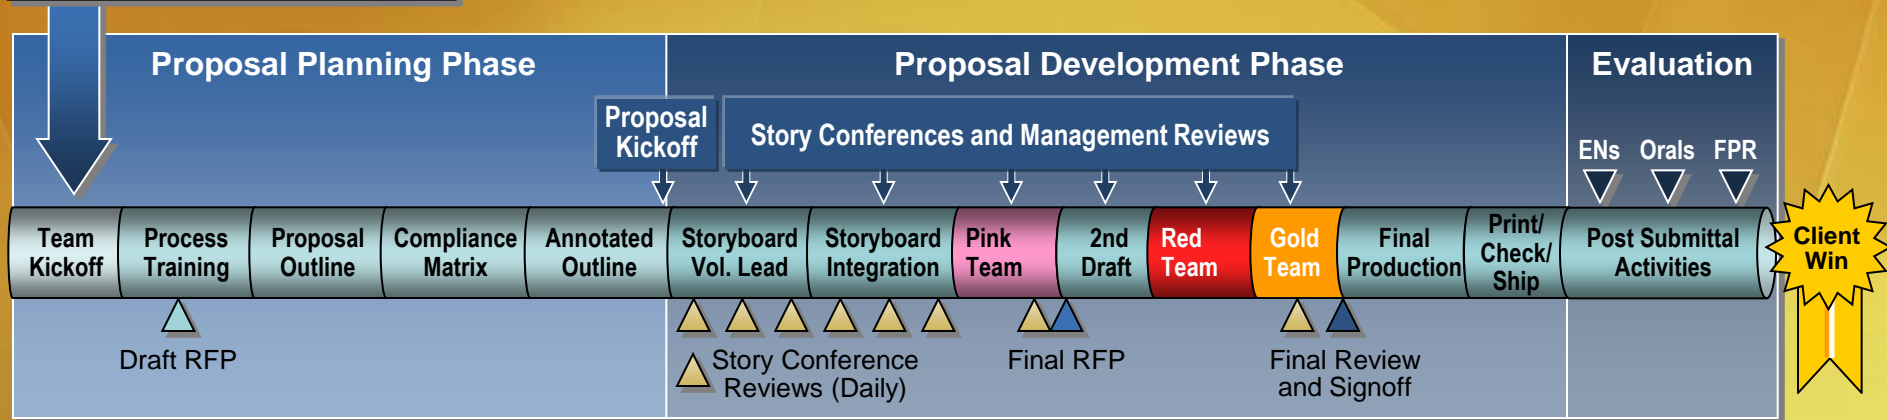 Proposal Planning Phase
Proposal Development Phase
Evaluation
Proposal
Kickoff
Story Conferences and Management Reviews
ENs
Orals
FPR
Team
Kickoff
Process
Training
Proposal
Outline
Compliance
Matrix
Annotated
Outline
Storyboard
Vol. Lead
Storyboard
Integration
Pink
Team
2nd
Draft
Red
Team
Gold
Team
Final
Production
Print/
Check/
Ship
Post Submittal
Activities
Client
Win
Draft RFP
Story Conference
Reviews (Daily)
Final RFP
Final Review
and Signoff